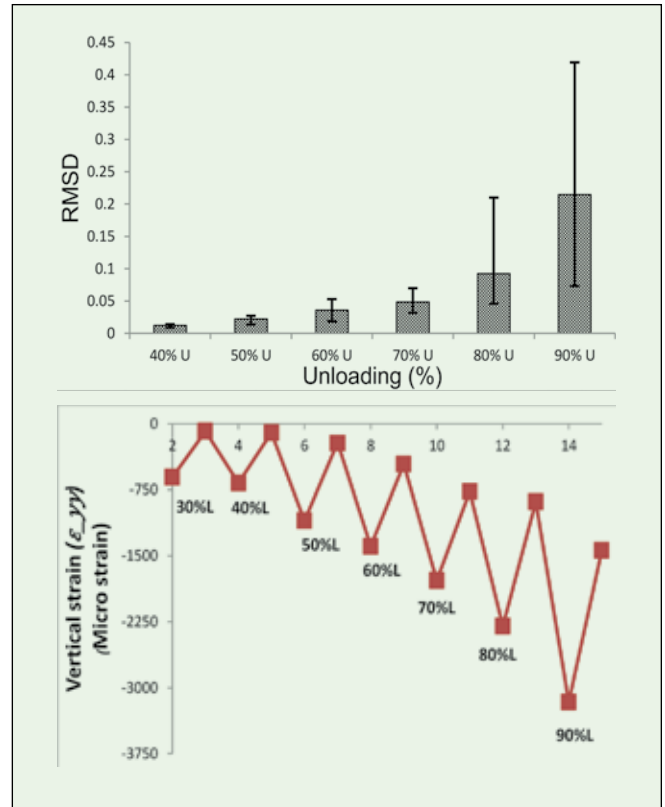 0.45
0.4
0.35
0.3
0.25
0.2
0.15
0.1
0.05
0
RMSD
40% U 50% U 60% U 70% U 80% U 90% U
Unloading (%)
0
-750
-1500
-2250
-3000
-3750
Vertical strain (ε_yy)
(Micro strain)
2 4 6 8 10 12 14
30%L
40%L
50%L
60%L
70%L
80%L
90%L